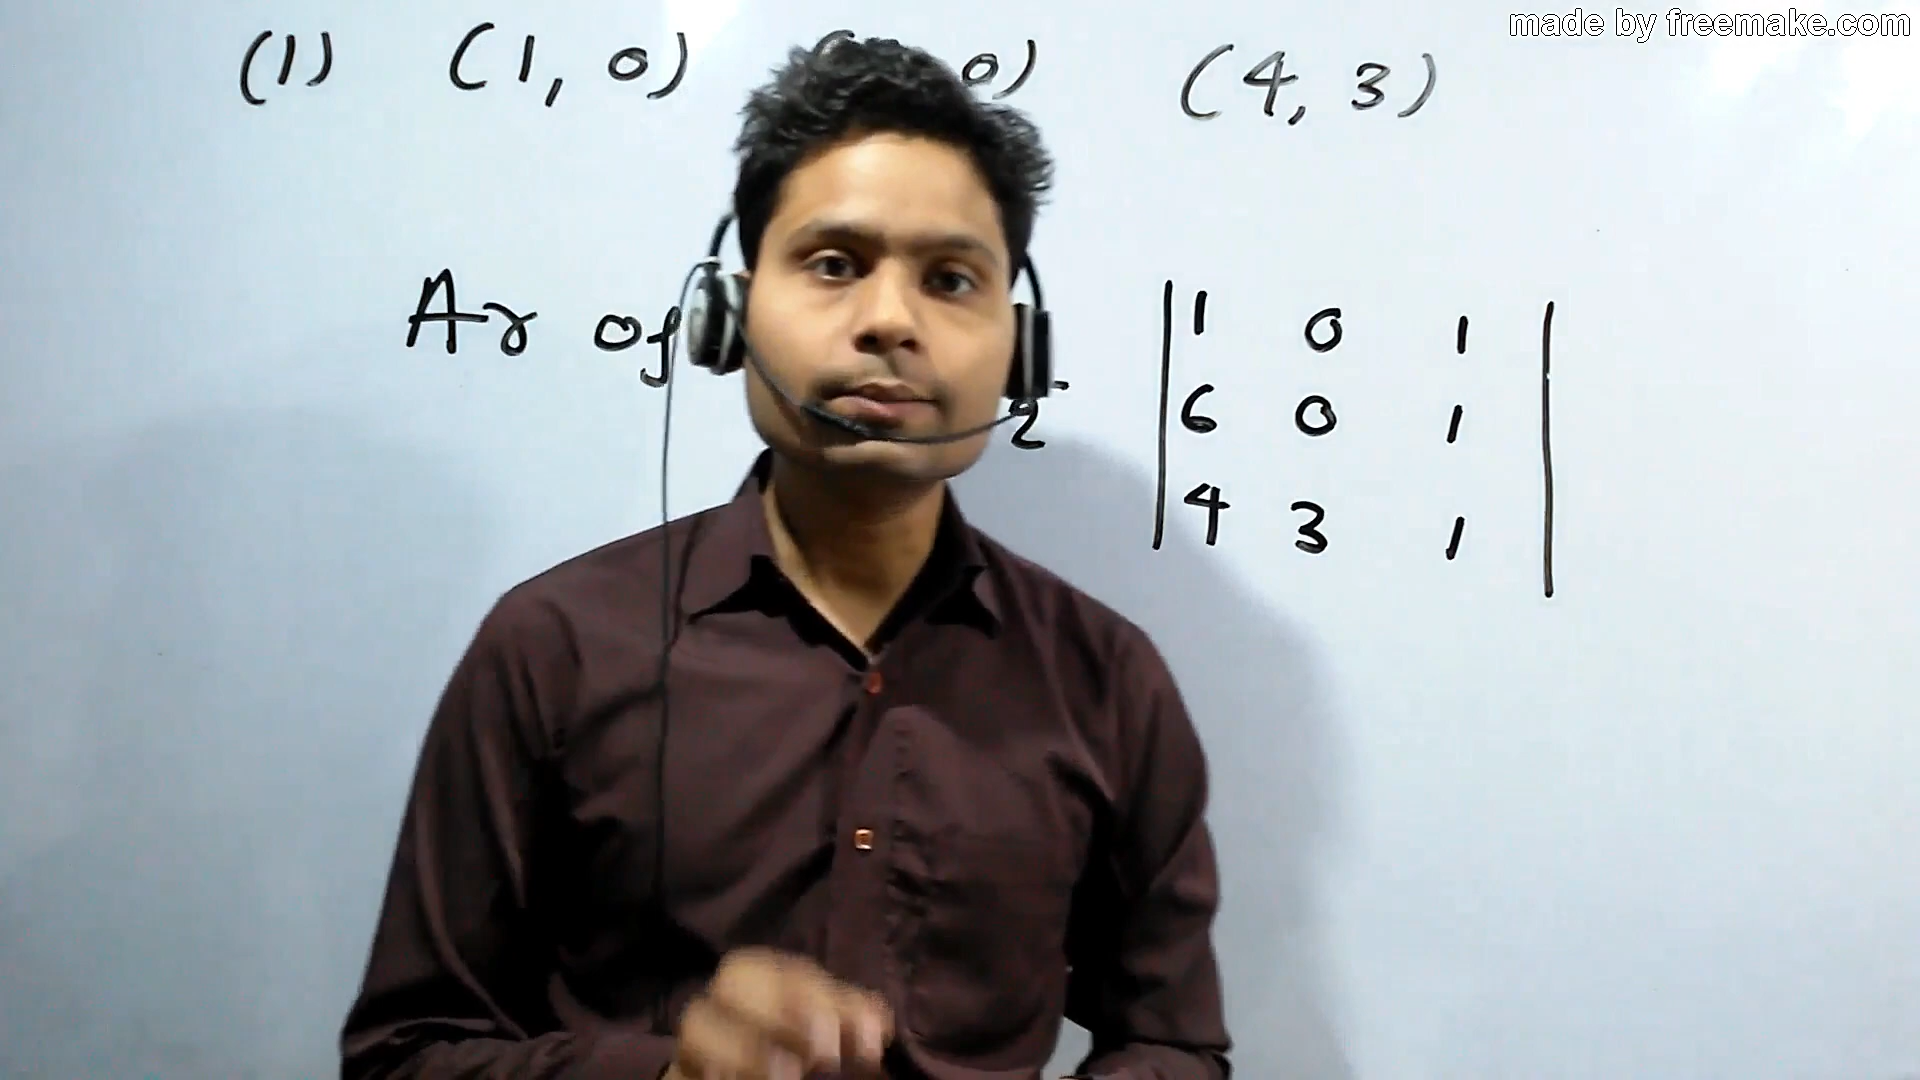 made by freemake.com
(1) (1, 0) 0) (4, 3)
Ar of
1 0 1
2 6 0 1
4 3 1